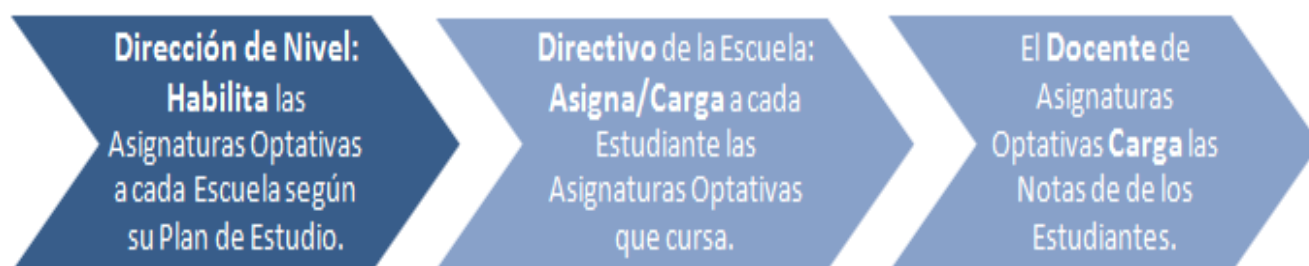 Dirección de Nivel:
Habilita las
Asignaturas Optativas
a cada Escuela según
su Plan de Estudio.
Directivo de la Escuela:
Asigna/Carga a cada
Estudiante las
Asignaturas Optativas
que cursa.
El Docente de
Asignaturas
Optativas Carga las
Notas de de los
Estudiantes.